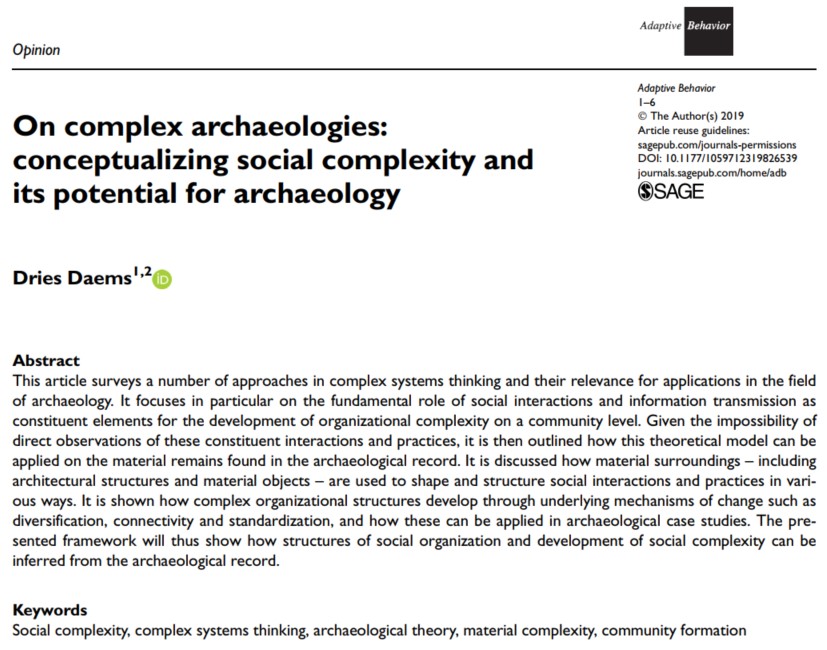 Adaptive Behavior
Opinion
Adaptive Behavior
1–6
© The Author(s) 2019
Article reuse guidelines:
sagepub.com/journals-permissions
DOI: 10.1177/1059712319826539
journals.sagepub.com/home/adb
SAGE
On complex archaeologies:
conceptualizing social complexity and
its potential for archaeology
Dries Daems1,2 iD
Abstract
This article surveys a number of approaches in complex systems thinking and their relevance for applications in the field
of archaeology. It focuses in particular on the fundamental role of social interactions and information transmission as
constituent elements for the development of organizational complexity on a community level. Given the impossibility of
direct observations of these constituent interactions and practices, it is then outlined how this theoretical model can be
applied on the material remains found in the archaeological record. It is discussed how material surroundings – including
architectural structures and material objects – are used to shape and structure social interactions and practices in vari-
ous ways. It is shown how complex organizational structures develop through underlying mechanisms of change such as
diversification, connectivity and standardization, and how these can be applied in archaeological case studies. The pre-
sented framework will thus show how structures of social organization and development of social complexity can be
inferred from the archaeological record.
Keywords
Social complexity, complex systems thinking, archaeological theory, material complexity, community formation